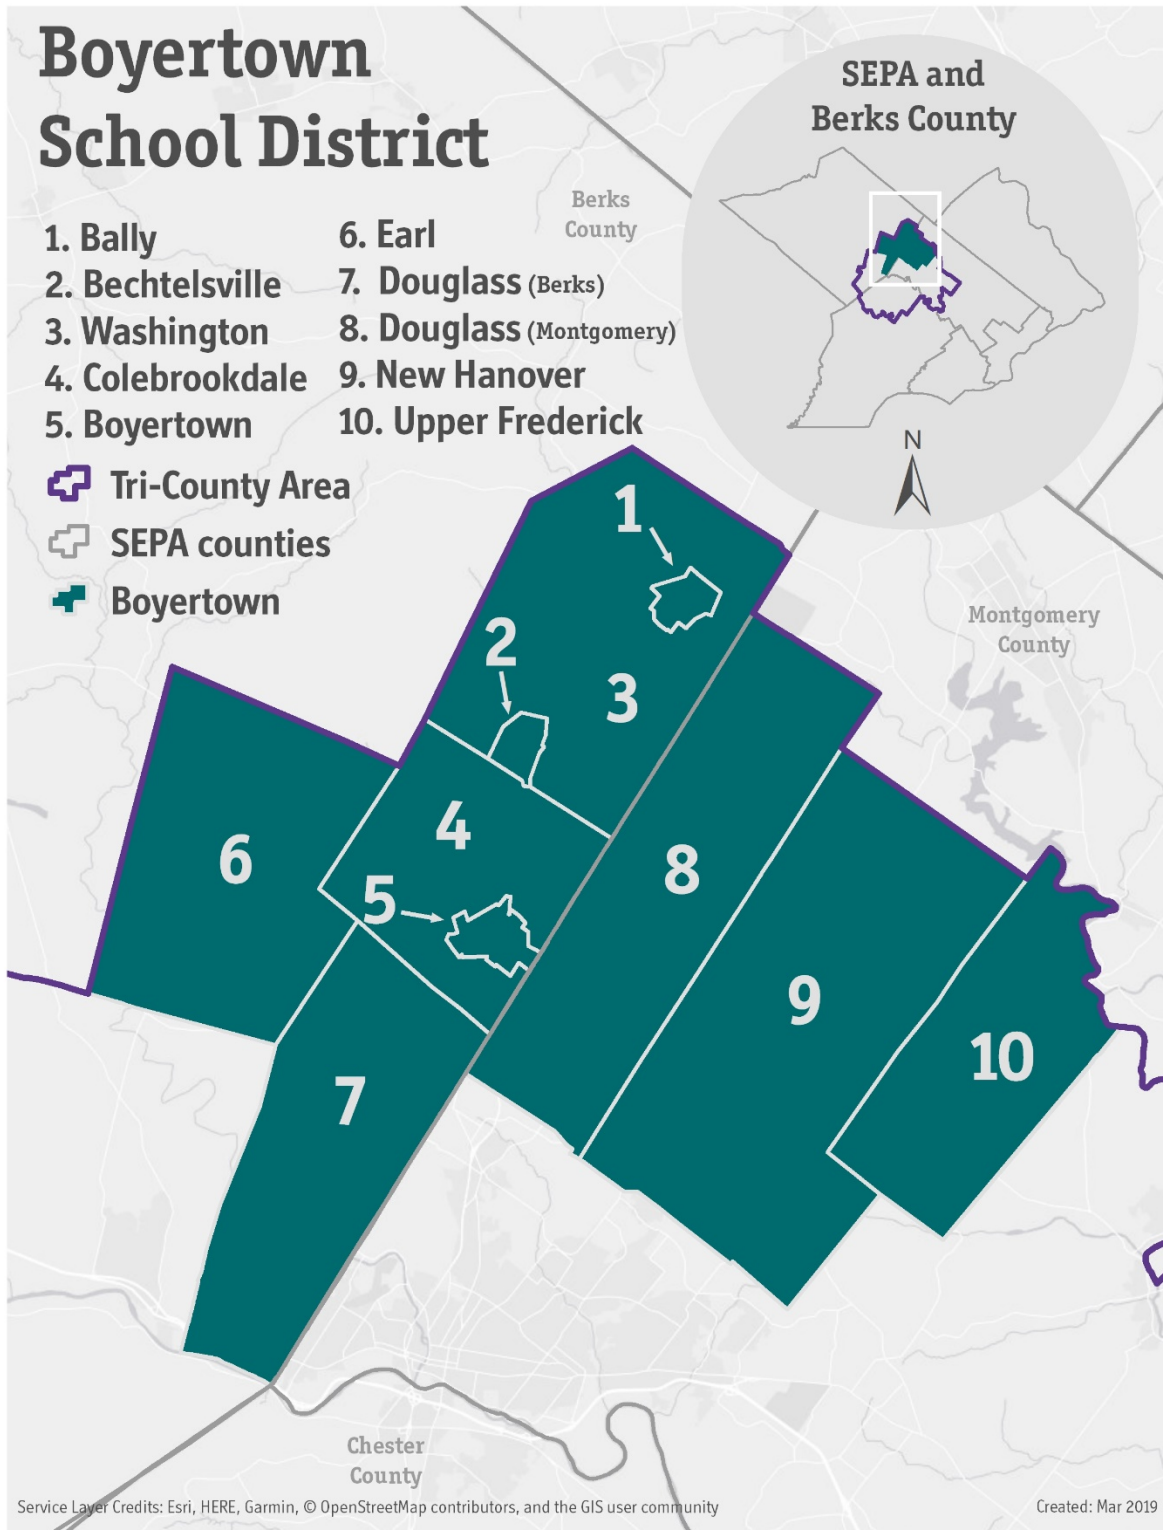 Boyertown
School District
1. Bally
2. Bechtelsville
3. Washington
4. Colebrookdale
5. Boyertown
6. Earl
7. Douglass (Berks)
8. Douglass (Montgomery)
9. New Hanover
10. Upper Frederick
Tri-County Area
SEPA counties
Boyertown
SEPA and
Berks County
N
Berks
County
Montgomery
County
1
2
3
4
5
6
7
8
9
10
Chester
County
Service Layer Credits: Esri, HERE, Garmin, © OpenStreetMap contributors, and the GIS user community
Created: Mar 2019